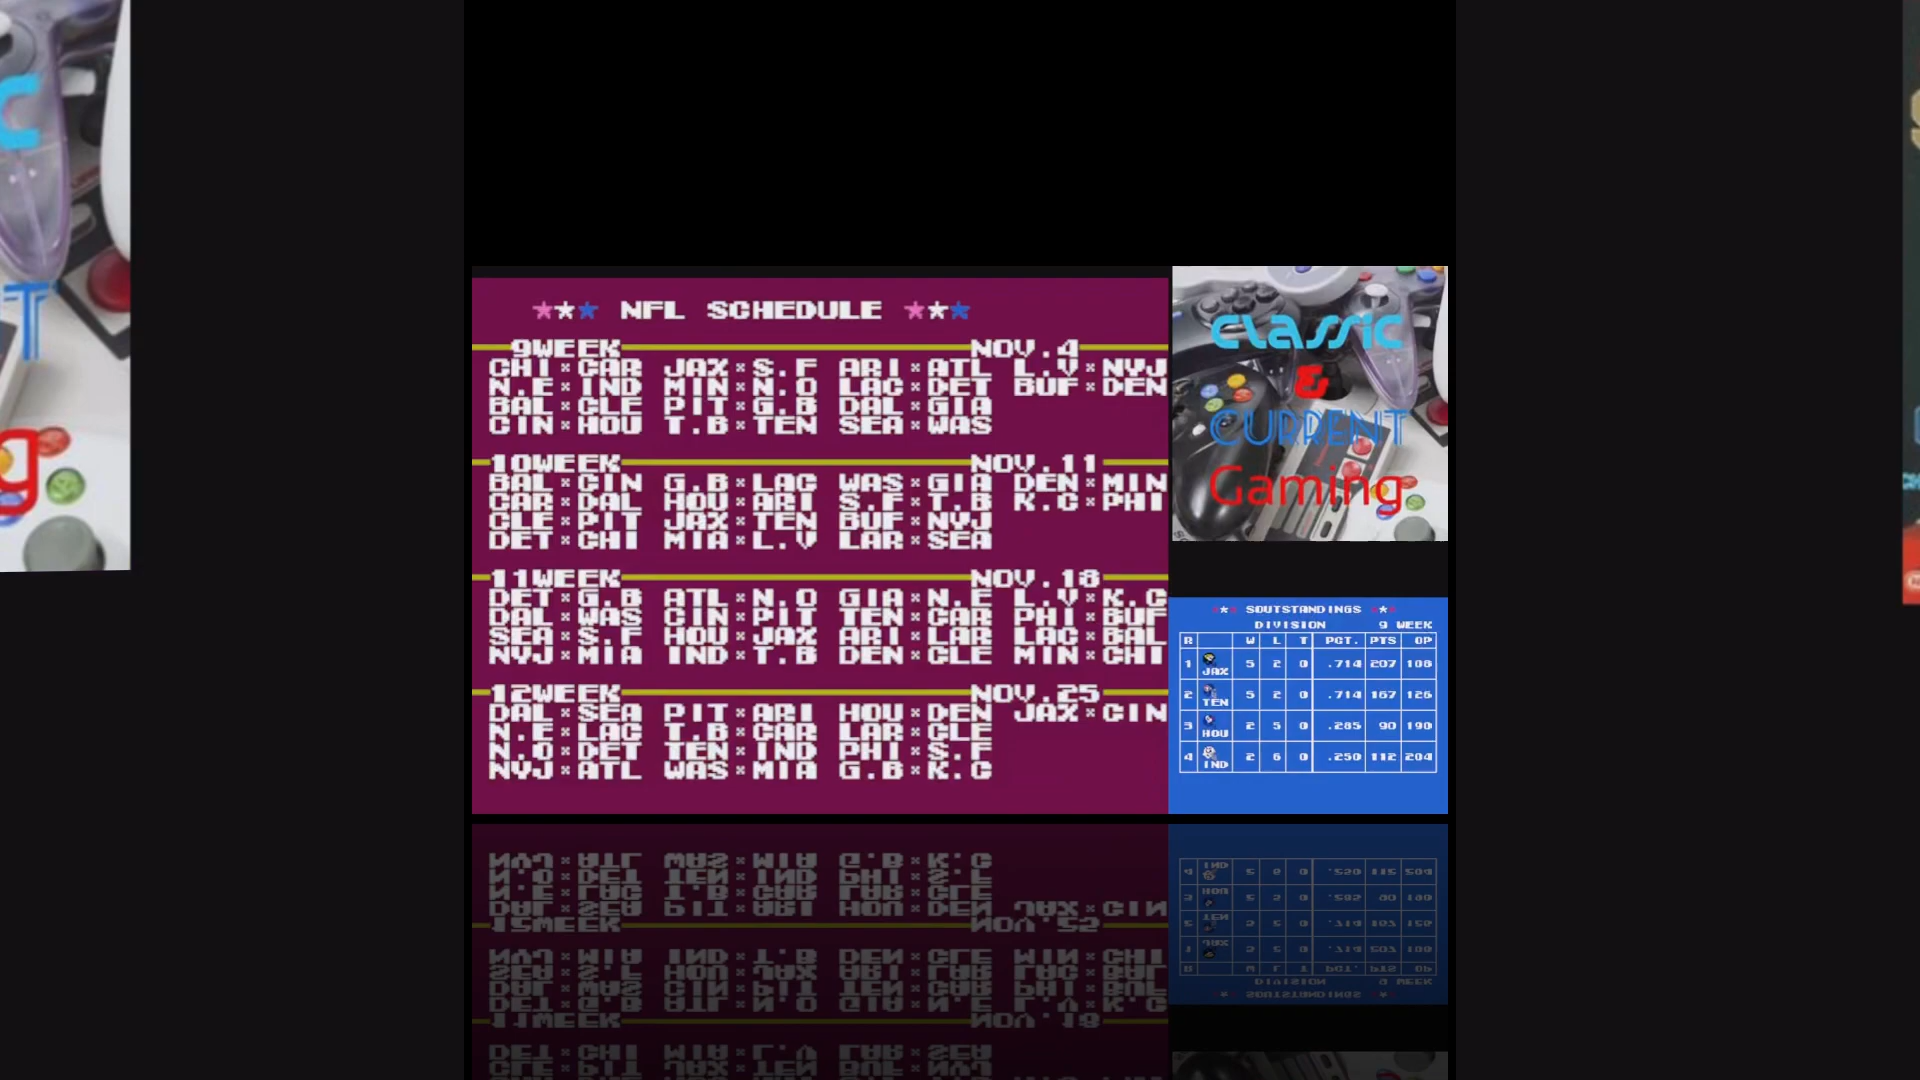 NFL SCHEDULE
9WEEK NOV.4
CHI×CAR JAX×S.F ARI×ATL L.V×NYJ
N.E×IND MIN×N.O LAC×DET BUF×DEN
BAL×CLE PIT×G.B DAL×GIA
CIN×HOU T.B×TEN SEA×WAS
10WEEK NOV.11
BAL×CIN G.B×LAC WAS×GIA DEN×MIN
CAR×DAL HOU×ARI S.F×T.B K.C×PHI
CLE×PIT JAX×TEN BUF×NYJ
DET×CHI MIA×L.V LAR×SEA
11WEEK NOV.18
DET×G.B ATL×N.O GIA×N.E L.V×K.C
DAL×WAS CIN×PIT TEN×CAR PHI×BUF
SEA×S.F HOU×JAX ARI×LAR LAC×BAL
NYJ×MIA IND×T.B DEN×CLE MIN×CHI
12WEEK NOV.25
DAL×SEA PIT×ARI HOU×DEN JAX×CIN
N.E×LAC T.B×CAR LAR×CLE
N.O×DET TEN×IND PHI×S.F
NYJ×ATL WAS×MIA G.B×K.C
CLASSIC
&
CURRENT
Gaming
SOUTSTANDINGS
DIVISION 9 WEEK
R W L T PCT. PTS OP
1 JAX 5 2 0 .714 207 108
2 TEN 5 2 0 .714 167 126
3 HOU 2 5 0 .285 90 190
4 IND 2 6 0 .250 112 204